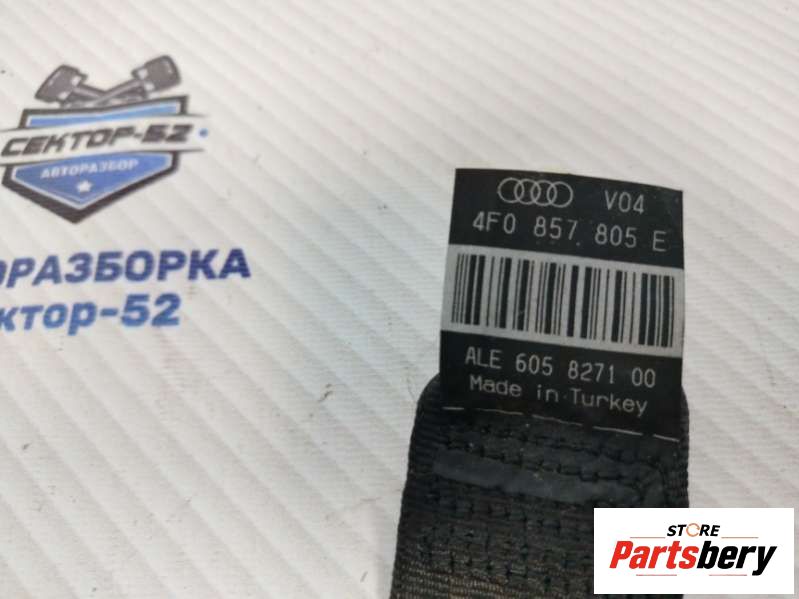 СЕКТОР-52
АВТОРАЗБОР
ОРАЗБОРКА
ктор-52
V04
4F0 857 805 E
ALE 605 8271 00
Made in Turkey
STORE
Partsbery